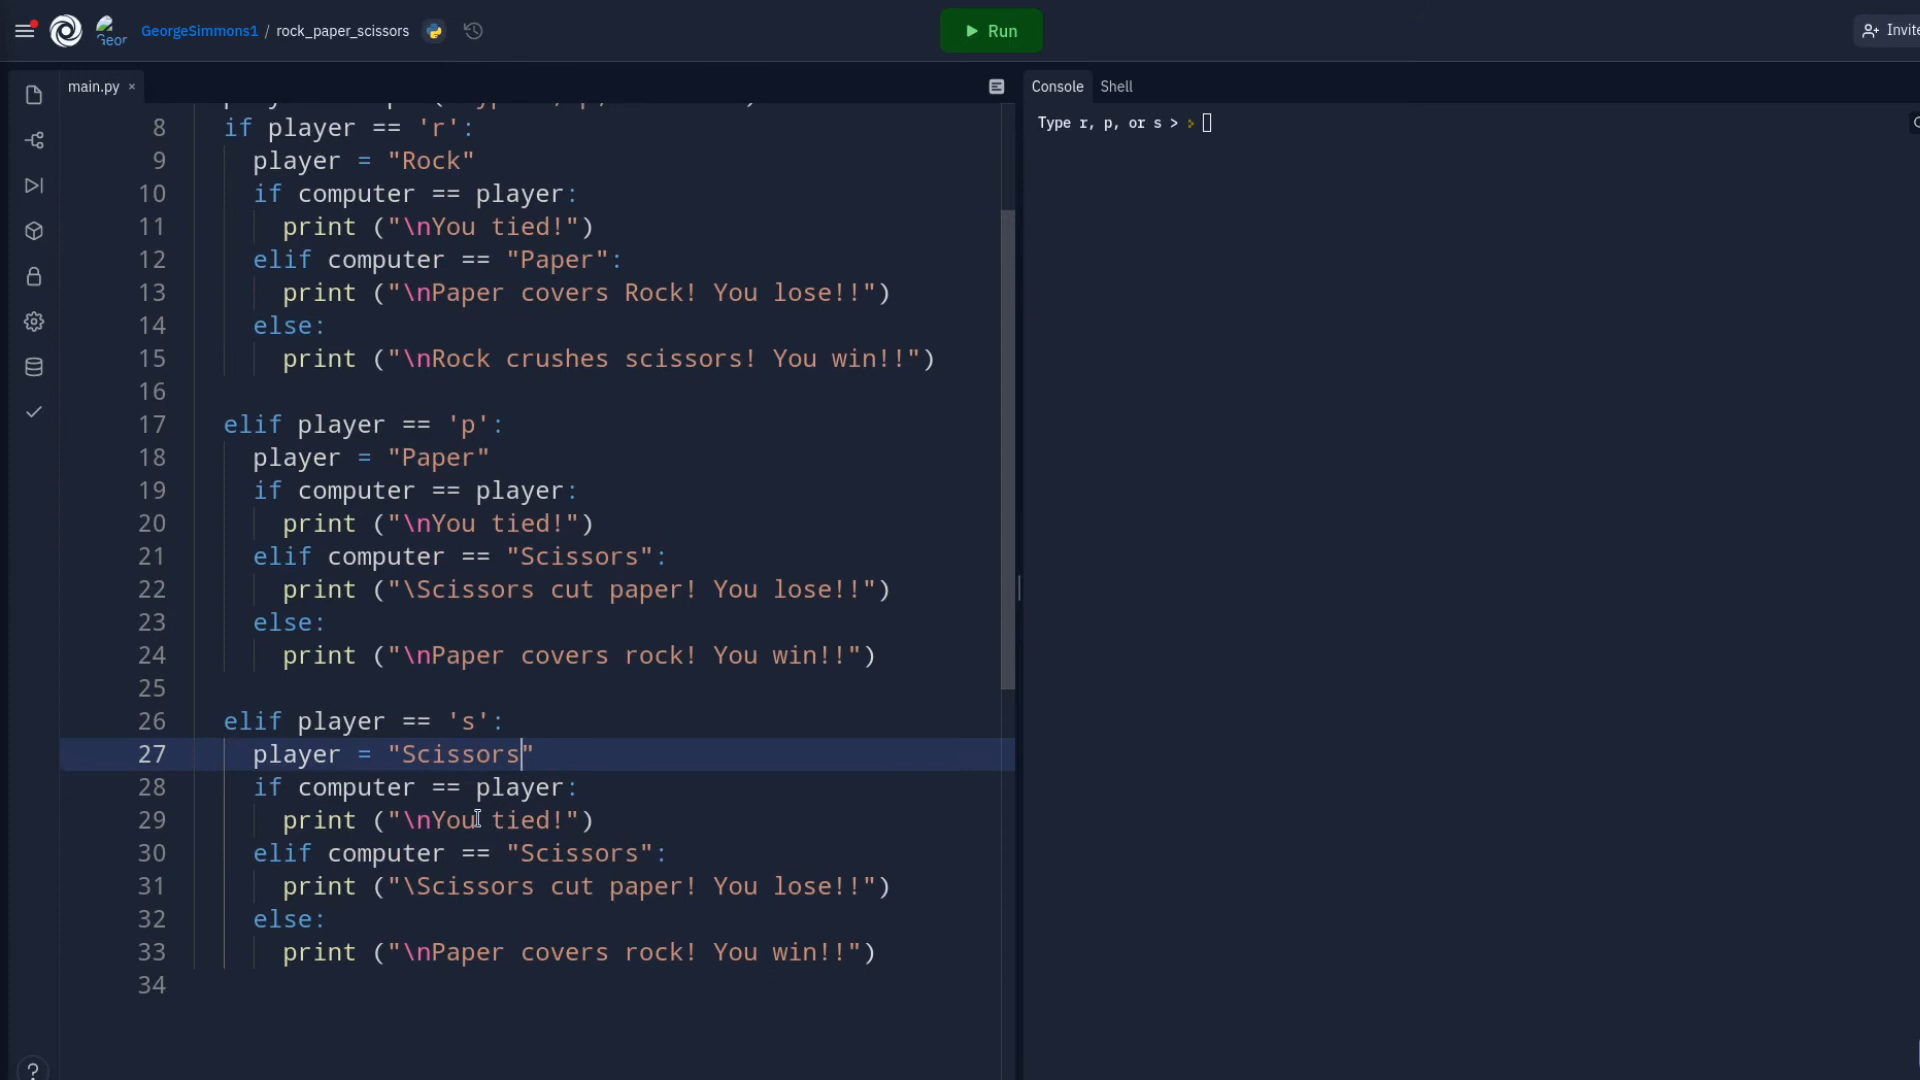 Geor GeorgeSimmons1 / rock_paper_scissors Run Invite
main.py × Console Shell
Type r, p, or s >
8 if player == 'r':
9 player = "Rock"
10 if computer == player:
11 print ("\nYou tied!")
12 elif computer == "Paper":
13 print ("\nPaper covers Rock! You lose!!")
14 else:
15 print ("\nRock crushes scissors! You win!!")
16
17 elif player == 'p':
18 player = "Paper"
19 if computer == player:
20 print ("\nYou tied!")
21 elif computer == "Scissors":
22 print ("\Scissors cut paper! You lose!!")
23 else:
24 print ("\nPaper covers rock! You win!!")
25
26 elif player == 's':
27 player = "Scissors"
28 if computer == player:
29 print ("\nYou tied!")
30 elif computer == "Scissors":
31 print ("\Scissors cut paper! You lose!!")
32 else:
33 print ("\nPaper covers rock! You win!!")
34
?